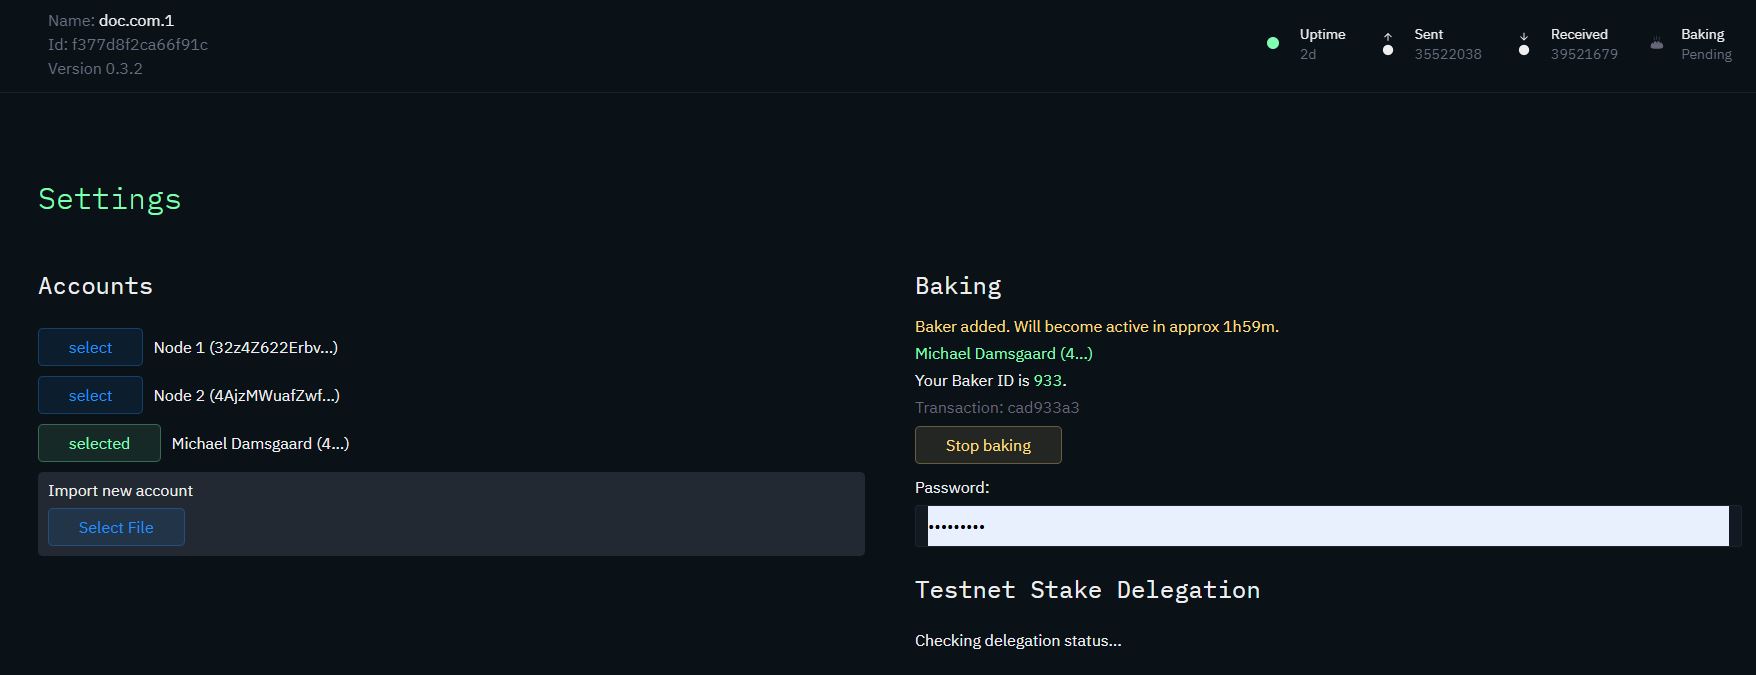 Name: doc.com.1
Id: f377d8f2ca66f91c
Version 0.3.2
Uptime
2d
Sent
35522038
Received
39521679
Baking
Pending
Settings
Accounts
select Node 1 (32z4Z622Erbv...)
select Node 2 (4AjzMWuafZwf...)
selected Michael Damsgaard (4...)
Import new account
Select File
Baking
Baker added. Will become active in approx 1h59m.
Michael Damsgaard (4...)
Your Baker ID is 933.
Transaction: cad933a3
Stop baking
Password:
•••••••••
Testnet Stake Delegation
Checking delegation status...